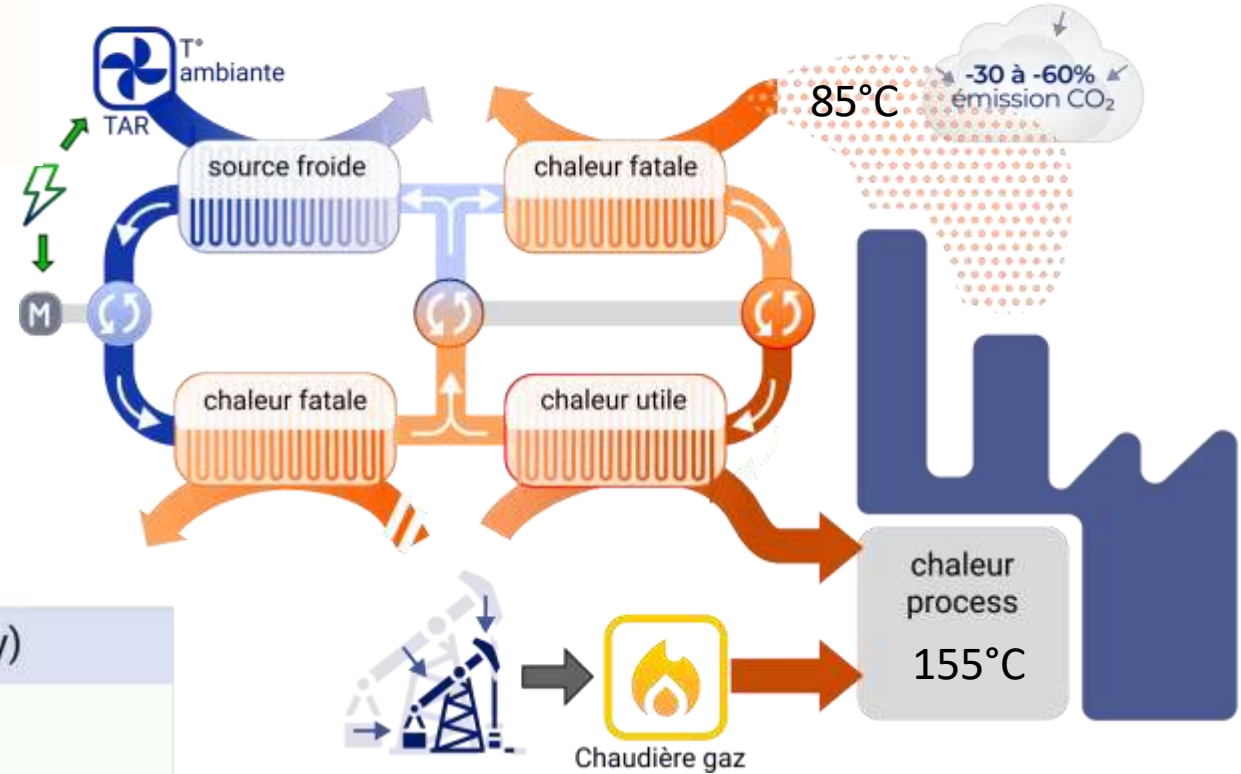 T°
ambiante
TAR
85°C
-30 à -60%
émission CO₂
source froide
chaleur fatale
M
chaleur fatale
chaleur utile
chaleur
process
155°C
Chaudière gaz
)